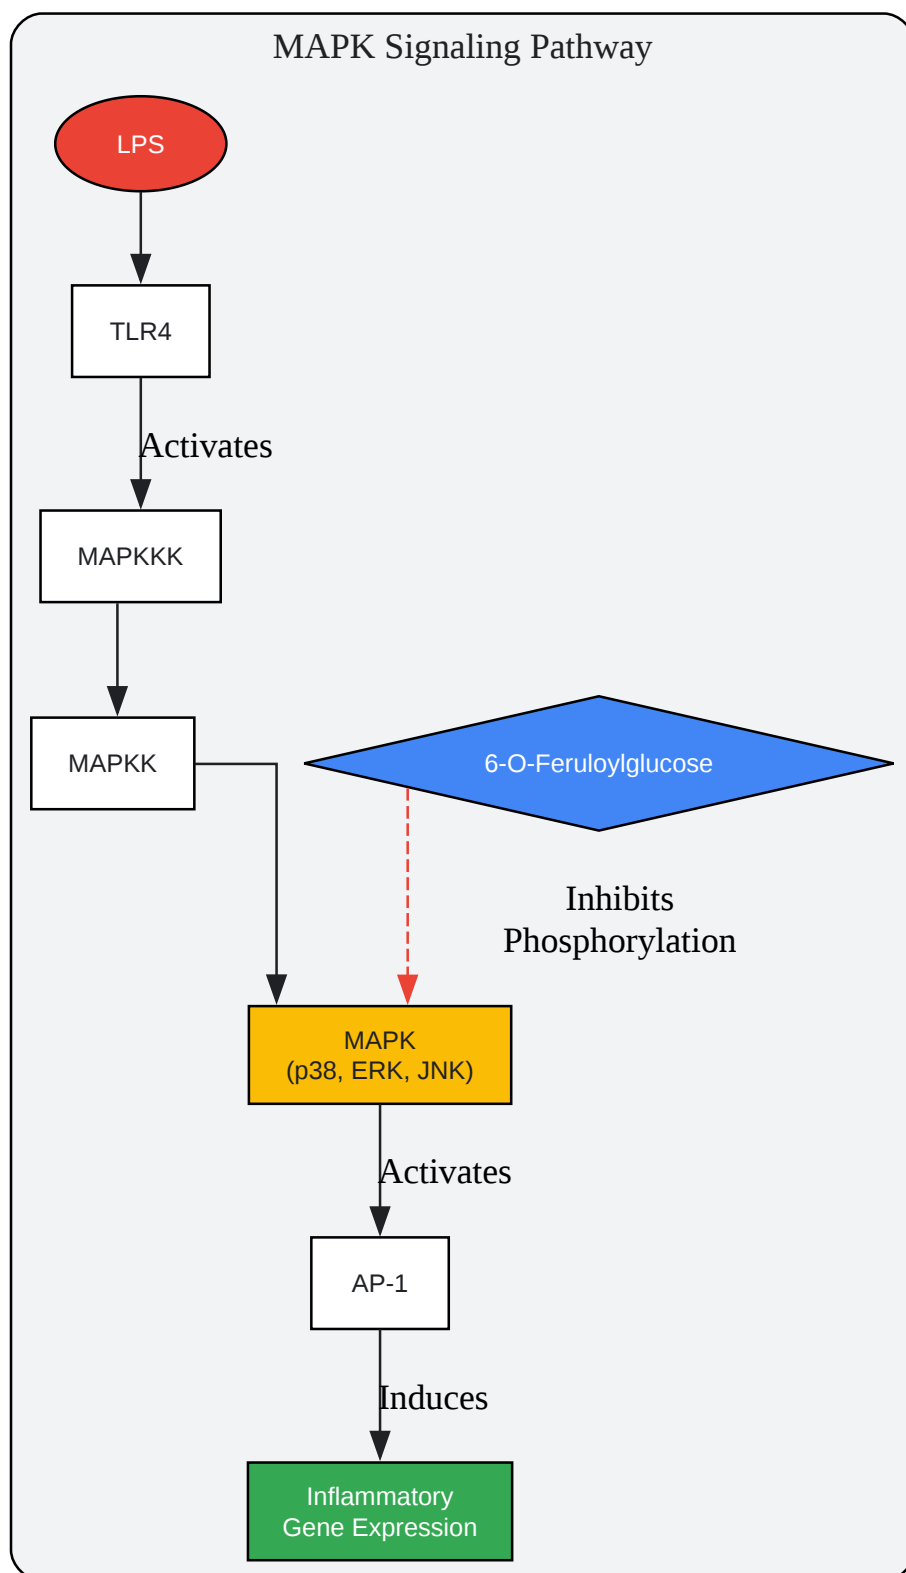 MAPK Signaling Pathway
LPS
TLR4
Activates
MAPKKK
MAPKK
6-O-Feruloylglucose
Inhibits
Phosphorylation
MAPK
(p38, ERK, JNK)
Activates
AP-1
Induces
Inflammatory
Gene Expression